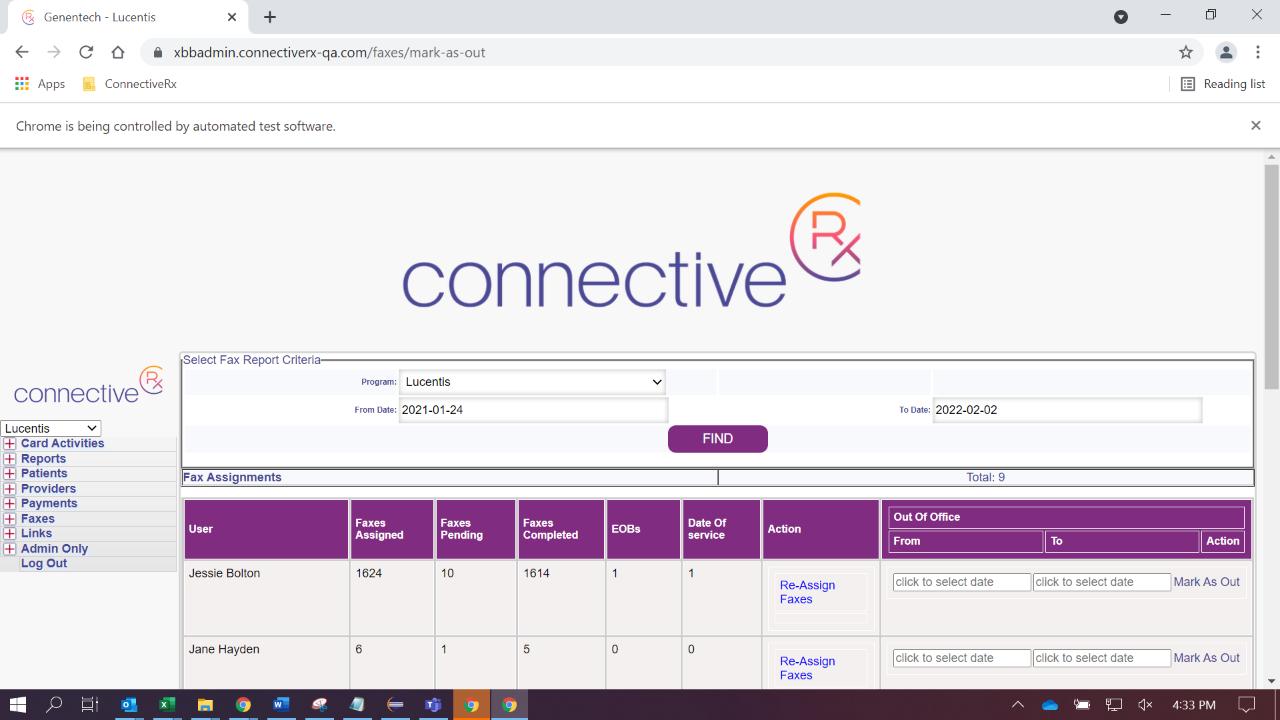 Genentech - Lucentis
xbbadmin.connectiverx-qa.com/faxes/mark-as-out
Apps
ConnectiveRx
Reading list
Chrome is being controlled by automated test software.
connective Rx
connective Rx
Lucentis
Card Activities
Reports
Patients
Providers
Payments
Faxes
Links
Admin Only
Log Out
Select Fax Report Criteria
Program: Lucentis
From Date: 2021-01-24 To Date: 2022-02-02
FIND
Fax Assignments Total: 9
User Faxes Assigned Faxes Pending Faxes Completed EOBs Date Of service Action Out Of Office
From To Action
Jessie Bolton 1624 10 1614 1 1 Re-Assign Faxes click to select date click to select date Mark As Out
Jane Hayden 6 1 5 0 0 Re-Assign Faxes click to select date click to select date Mark As Out
4:33 PM